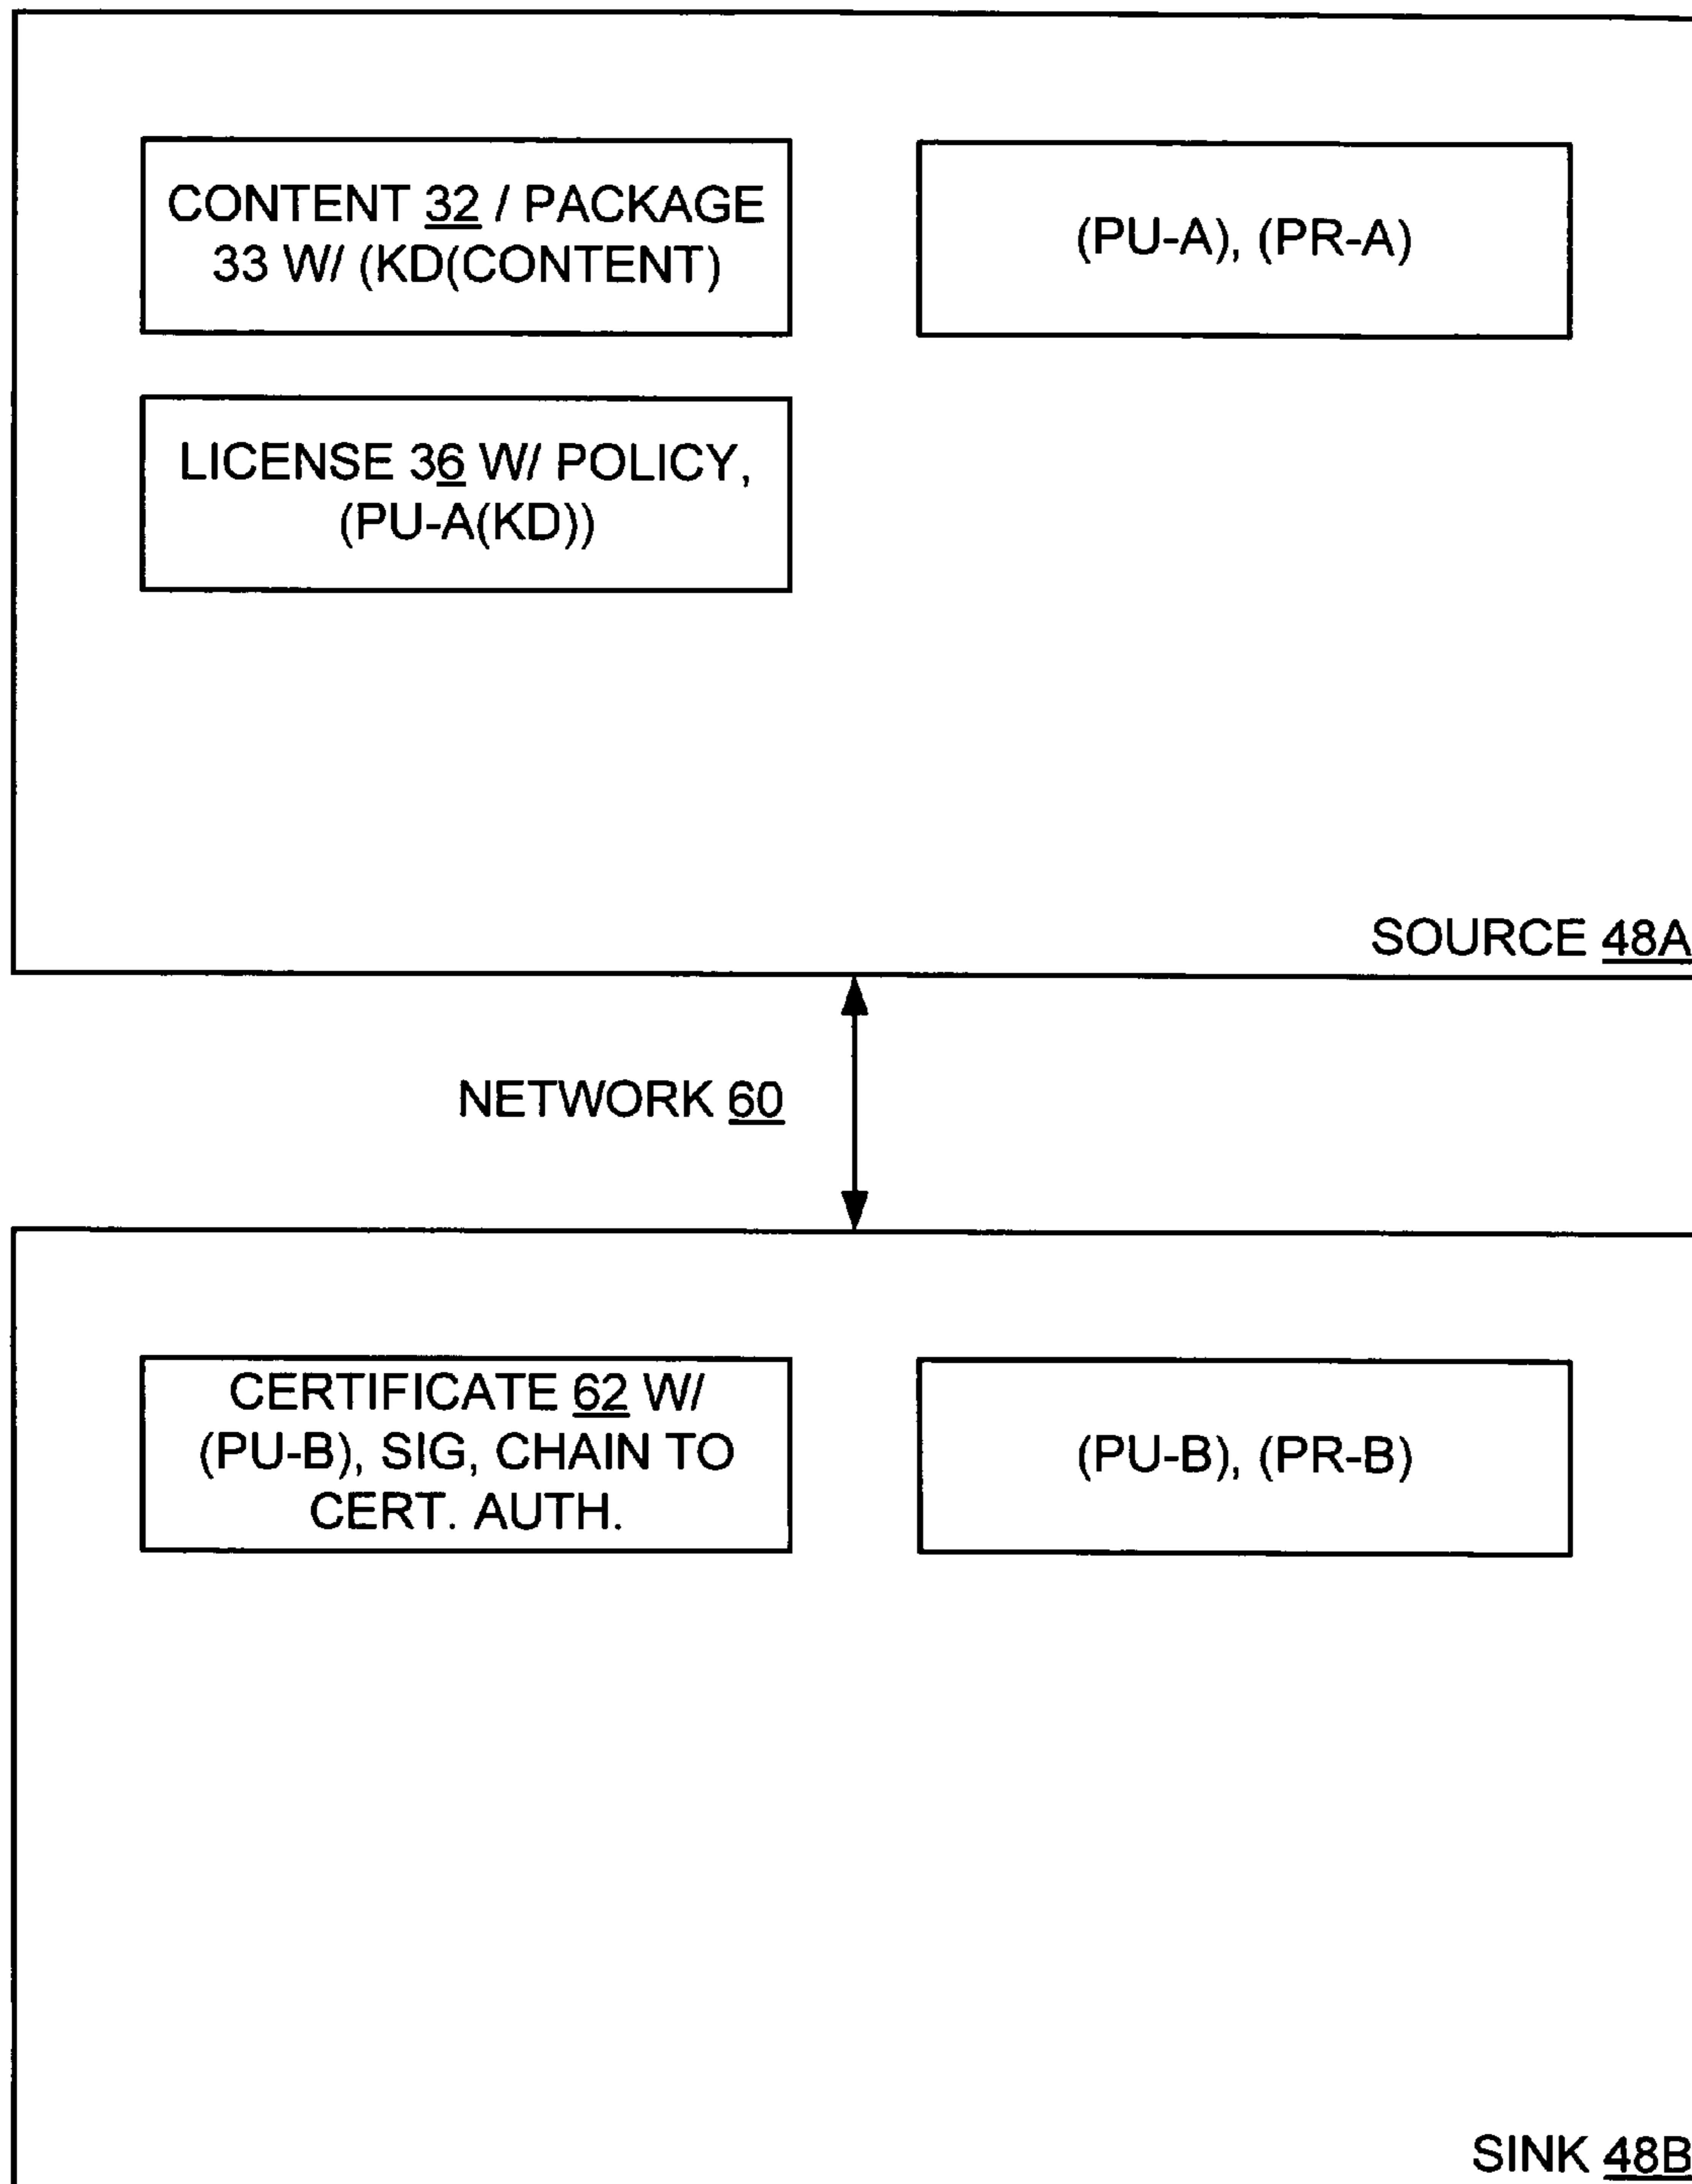 CONTENT 32 / PACKAGE
33 W/ (KD(CONTENT)
(PU-A), (PR-A)
LICENSE 36 W/ POLICY,
(PU-A(KD))
SOURCE 48A
NETWORK 60
CERTIFICATE 62 W/
(PU-B), SIG, CHAIN TO
CERT. AUTH.
(PU-B), (PR-B)
SINK 48B